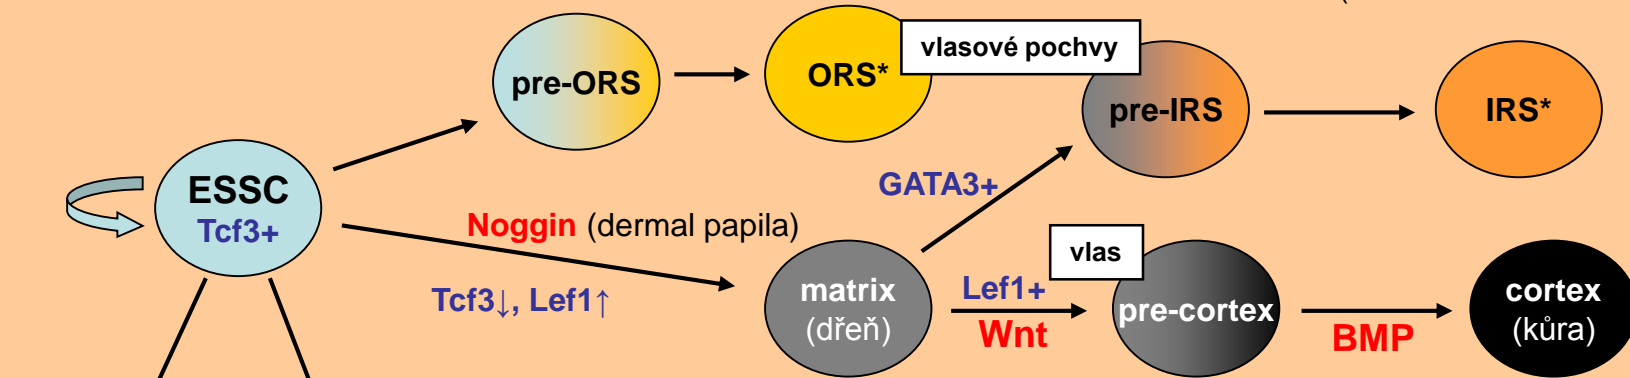 (
vlasové pochvy
pre-ORS
ORS*
pre-IRS
IRS*
ESSC
Tcf3+
GATA3+
Noggin (dermal papila)
Tcf3↓, Lef1↑
vlas
matrix
(dřeň)
Lef1+
Wnt
pre-cortex
BMP
cortex
(kůra)